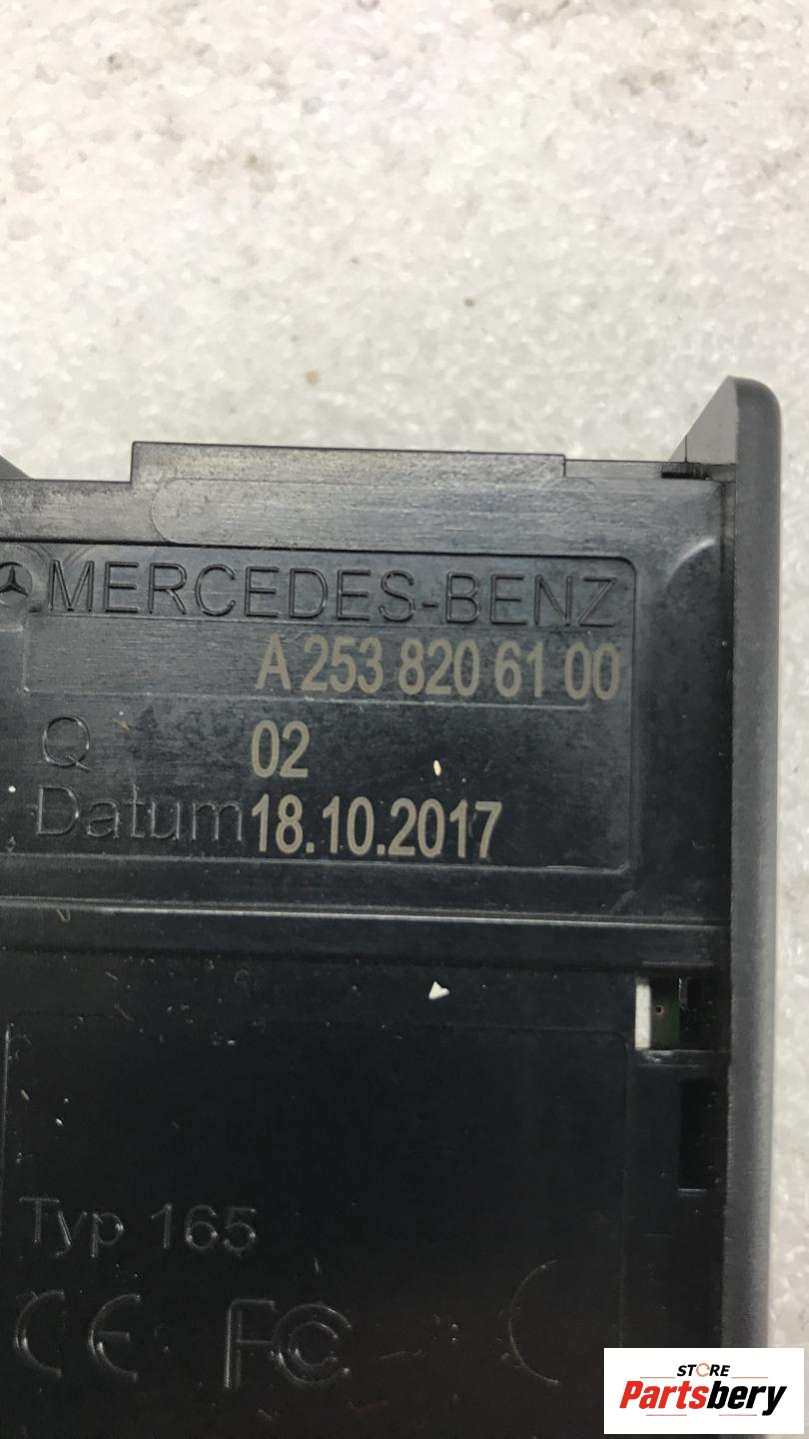 MERCEDES-BENZ
A 253 820 61 00
Q 02
Datum 18.10.2017
Typ 165
CE FC
STORE
Partsbery